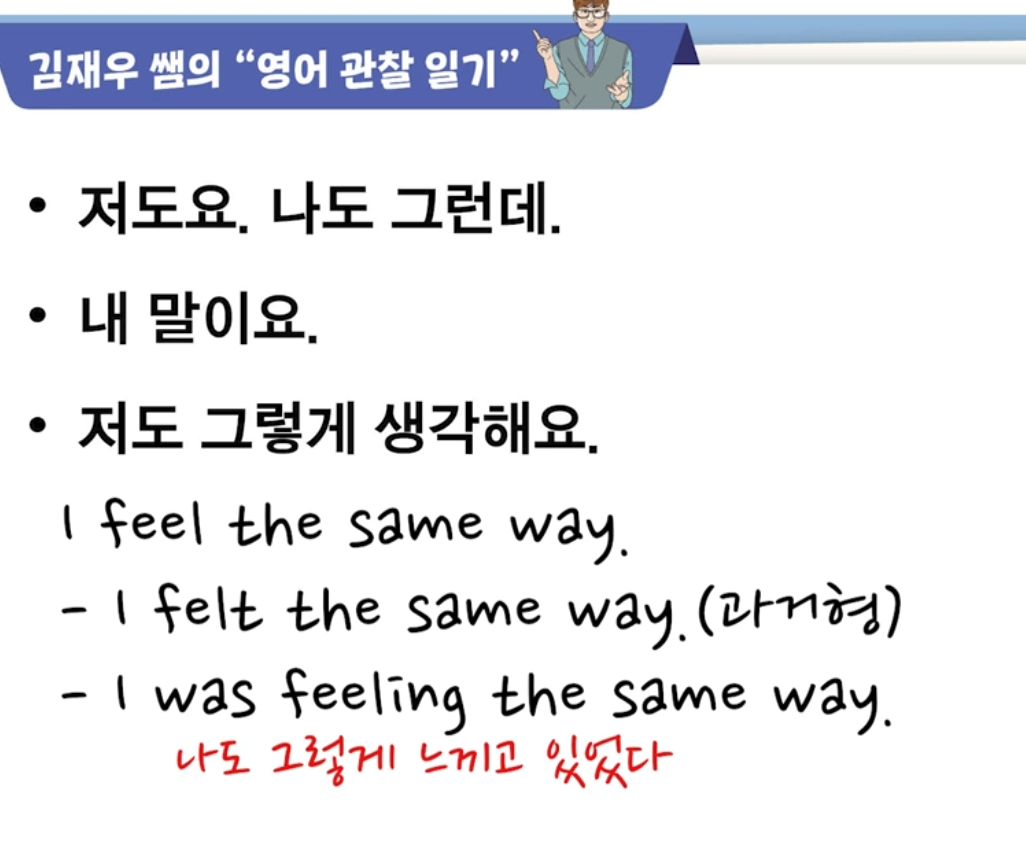 김재우 쌤의 “영어 관찰 일기”
• 저도요. 나도 그런데.
• 내 말이요.
• 저도 그렇게 생각해요.
I feel the same way.
- I felt the same way. (과거형)
- I was feeling the same way.
나도 그렇게 느끼고 있었다